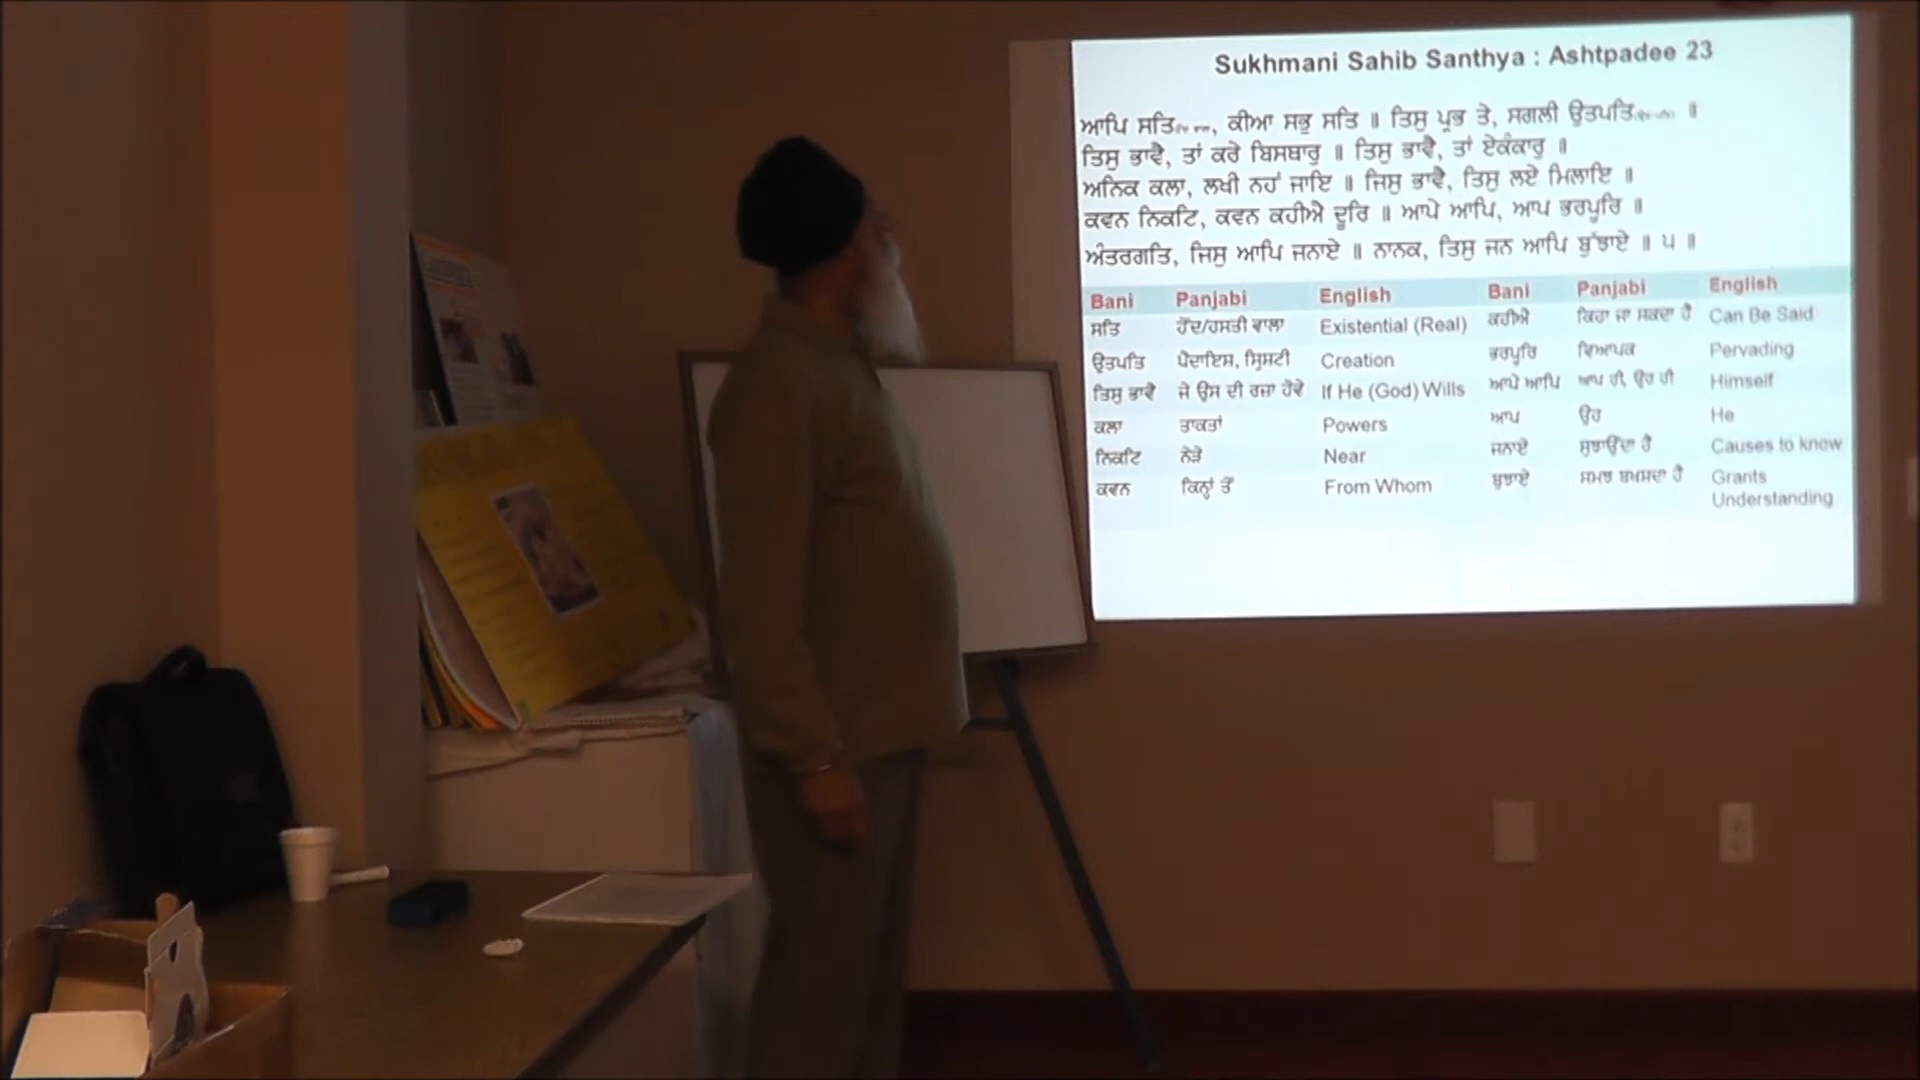 Sukhmani Sahib Santhya : Ashtpadee 23
ਆਪਿ ਸਤਿ, ਕੀਆ ਸਭੁ ਸਤਿ ॥ ਤਿਸੁ ਪ੍ਰਭ ਤੇ, ਸਗਲੀ ਉਤਪਤਿ ॥
ਤਿਸੁ ਭਾਵੈ, ਤਾਂ ਕਰੇ ਬਿਸਥਾਰੁ ॥ ਤਿਸੁ ਭਾਵੈ, ਤਾਂ ਏਕੰਕਾਰੁ ॥
ਅਨਿਕ ਕਲਾ, ਲਖੀ ਨਹਂ ਜਾਇ ॥ ਜਿਸੁ ਭਾਵੈ, ਤਿਸੁ ਲਏ ਮਿਲਾਇ ॥
ਕਵਨ ਨਿਕਟਿ, ਕਵਨ ਕਹੀਐ ਦੂਰਿ ॥ ਆਪੇ ਆਪਿ, ਆਪ ਭਰਪੂਰਿ ॥
ਅੰਤਰਗਤਿ, ਜਿਸੁ ਆਪਿ ਜਨਾਏ ॥ ਨਾਨਕ, ਤਿਸੁ ਜਨ ਆਪਿ ਬੁੱਝਾਏ ॥ ੫ ॥
Bani Panjabi English Bani Panjabi English
ਸਤਿ ਹੋਂਦ/ਹਸਤੀ ਵਾਲਾ Existential (Real) ਕਹੀਐ ਕਿਹਾ ਜਾ ਸਕਦਾ ਹੈ Can Be Said
ਉਤਪਤਿ ਪੈਦਾਇਸ਼, ਸ੍ਰਿਸ਼ਟੀ Creation ਭਰਪੂਰਿ ਵਿਆਪਕ Pervading
ਤਿਸੁ ਭਾਵੈ ਜੇ ਉਸ ਦੀ ਰਜ਼ਾ ਹੋਵੇ If He (God) Wills ਆਪੇ ਆਪਿ ਆਪ ਹੀ, ਉਹ ਹੀ Himself
ਕਲਾ ਤਾਕਤਾਂ Powers ਆਪ ਉਹ He
ਨਿਕਟਿ ਨੇੜੇ Near ਜਨਾਏ ਸੁਝਾਉਂਦਾ ਹੈ Causes to know
ਕਵਨ ਕਿਨ੍ਹਾਂ ਤੋਂ From Whom ਬੁਝਾਏ ਸਮਝ ਬਖਸਦਾ ਹੈ Grants
Understanding